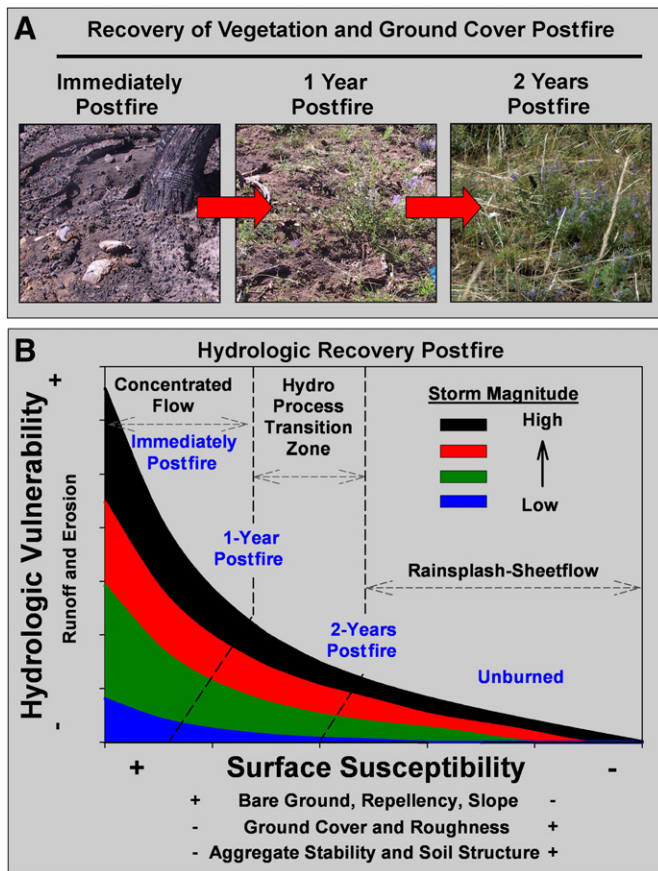 A
Recovery of Vegetation and Ground Cover Postfire
Immediately
Postfire
1 Year
Postfire
2 Years
Postfire
B
Hydrologic Recovery Postfire
Hydrologic Vulnerability
Runoff and Erosion
+
-
Concentrated
Flow
Immediately
Postfire
Hydro
Process
Transition
Zone
Storm Magnitude
High
Low
1-Year
Postfire
Rainsplash-Sheetflow
2-Years
Postfire
Unburned
+ Surface Susceptibility -
+ Bare Ground, Repellency, Slope -
- Ground Cover and Roughness +
- Aggregate Stability and Soil Structure +